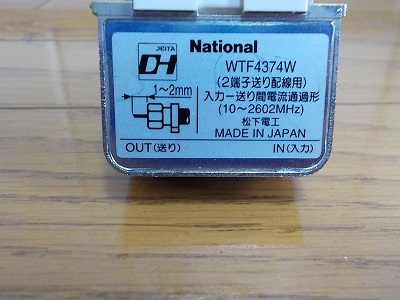 JEITA
DH
National
WTF4374W
(2端子送り配線用)
1〜2mm
入力ー送り間電流通過形
(10〜2602MHz)
松下電工
MADE IN JAPAN
OUT(送り)
IN(入力)